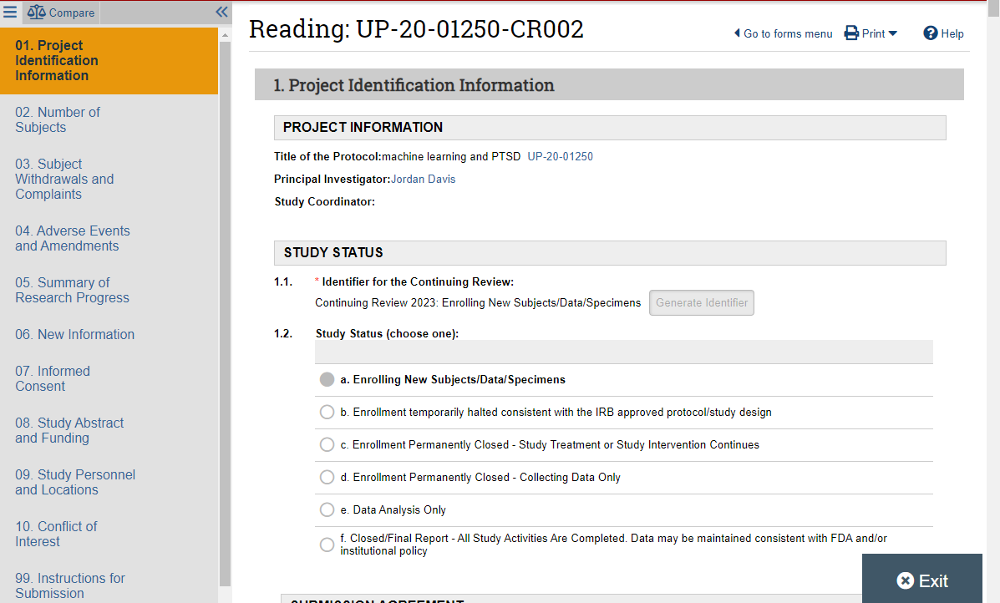 Compare
Reading: UP-20-01250-CR002
Go to forms menu
Print
Help
01. Project
Identification
Information
02. Number of
Subjects
03. Subject
Withdrawals and
Complaints
04. Adverse Events
and Amendments
05. Summary of
Research Progress
06. New Information
07. Informed
Consent
08. Study Abstract
and Funding
09. Study Personnel
and Locations
10. Conflict of
Interest
99. Instructions for
Submission
1. Project Identification Information
PROJECT INFORMATION
Title of the Protocol:machine learning and PTSD UP-20-01250
Principal Investigator:Jordan Davis
Study Coordinator:
STUDY STATUS
1.1. * Identifier for the Continuing Review:
Continuing Review 2023: Enrolling New Subjects/Data/Specimens Generate Identifier
1.2. Study Status (choose one):
a. Enrolling New Subjects/Data/Specimens
b. Enrollment temporarily halted consistent with the IRB approved protocol/study design
c. Enrollment Permanently Closed - Study Treatment or Study Intervention Continues
d. Enrollment Permanently Closed - Collecting Data Only
e. Data Analysis Only
f. Closed/Final Report - All Study Activities Are Completed. Data may be maintained consistent with FDA and/or
institutional policy
SUBMISSION AGREEMENT
Exit